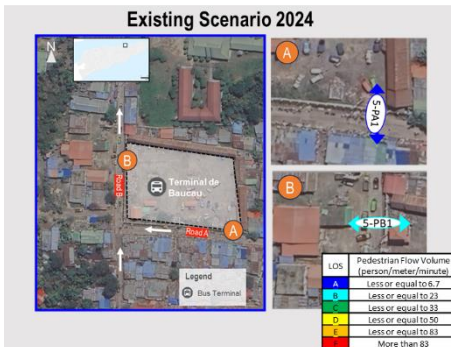 Existing Scenario 2024
N
A
5-PA1
B
Terminal de
Baucau
Road B
Road A
A
B
5-PB1
Legend
Bus Terminal
LOS Pedestrian Flow Volume
(person/meter/minute)
A Less or equal to 6.7
B Less or equal to 23
C Less or equal to 33
D Less or equal to 50
E Less or equal to 83
F More than 83